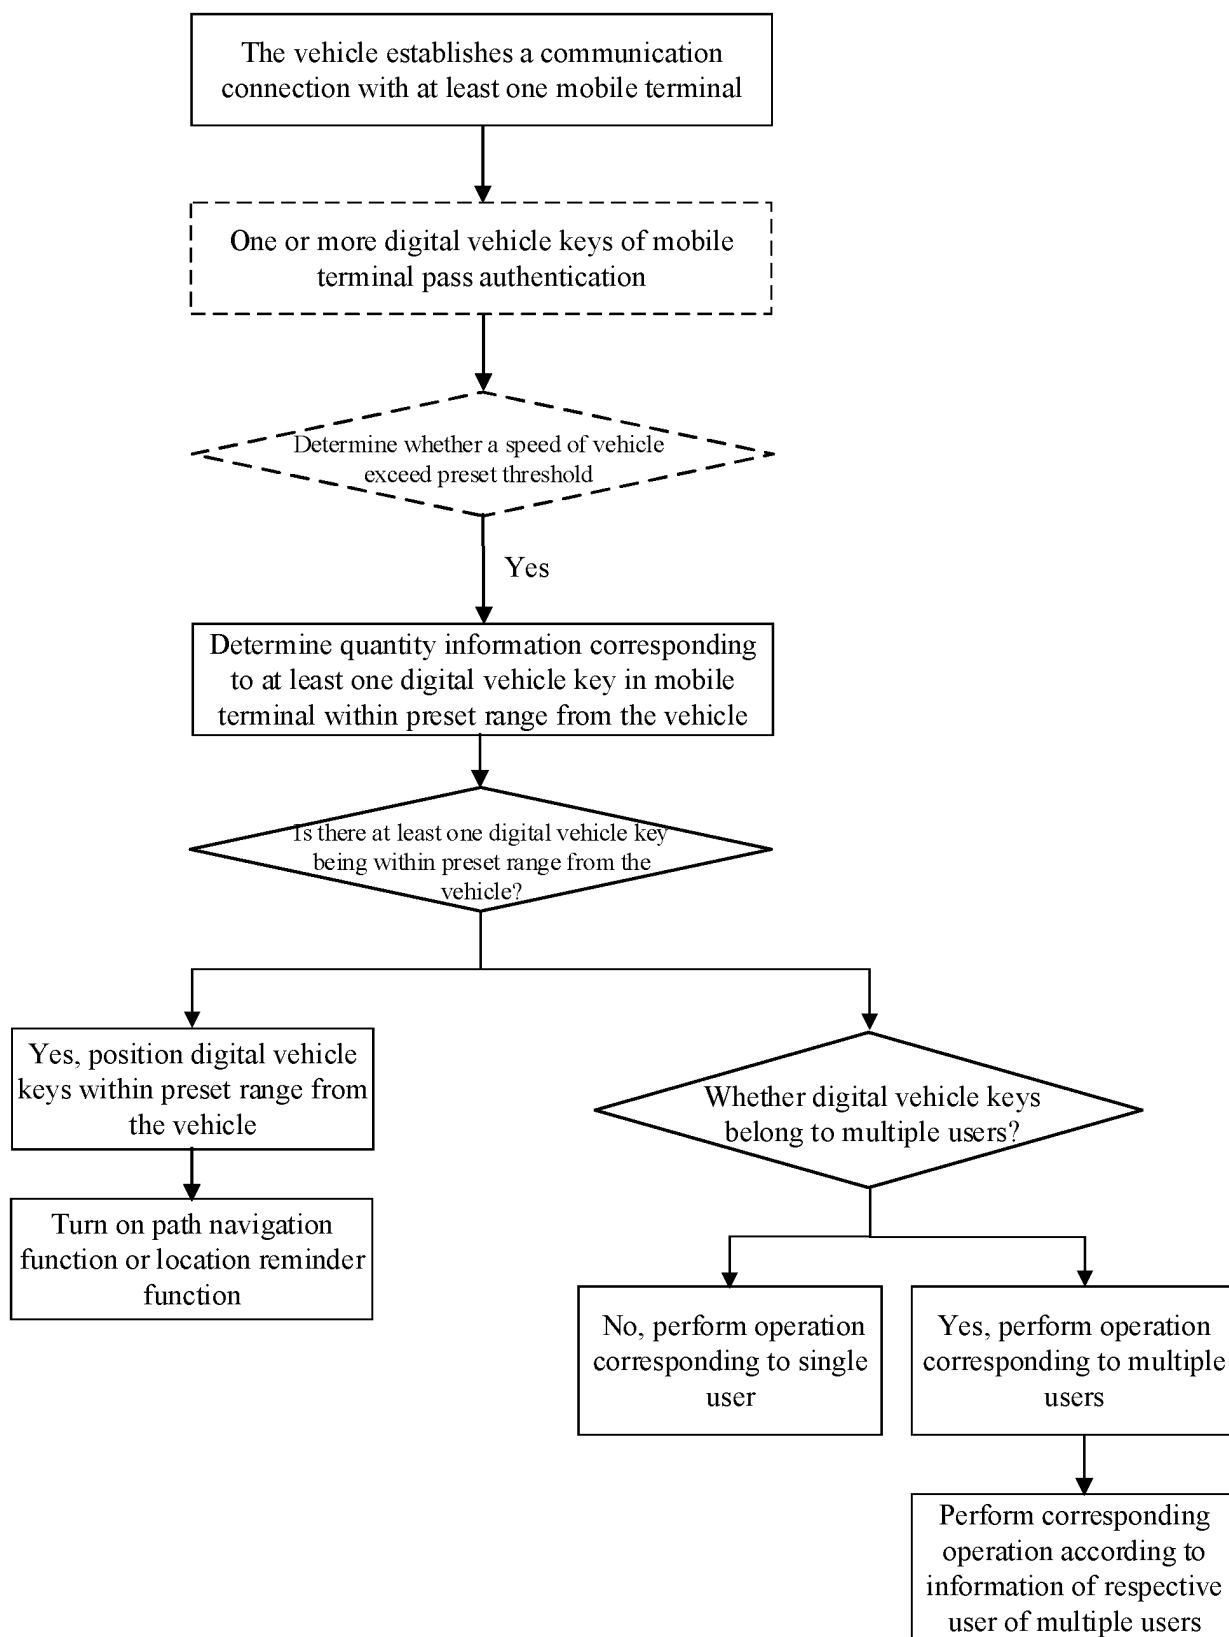 The vehicle establishes a communication
connection with at least one mobile terminal
One or more digital vehicle keys of mobile
terminal pass authentication
Determine whether a speed of vehicle
exceed preset threshold
Yes
Determine quantity information corresponding
to at least one digital vehicle key in mobile
terminal within preset range from the vehicle
Is there at least one digital vehicle key
being within preset range from the
vehicle?
Yes, position digital vehicle
keys within preset range from
the vehicle
Turn on path navigation
function or location reminder
function
Whether digital vehicle keys
belong to multiple users?
No, perform operation
corresponding to single
user
Yes, perform operation
corresponding to multiple
users
Perform corresponding
operation according to
information of respective
user of multiple users